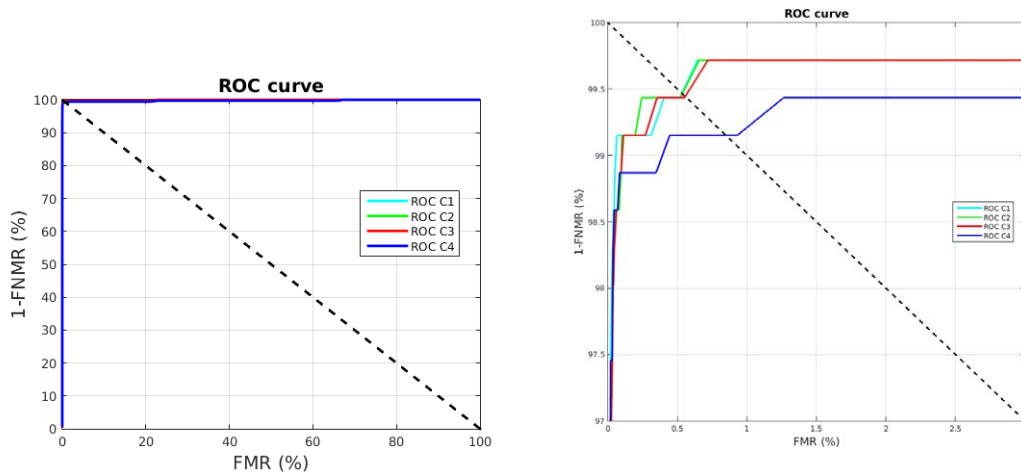 ROC curve
100
90
80
70
60
50
40
30
20
10
0
1-FNMR (%)
ROC C1
ROC C2
ROC C3
ROC C4
0 20 40 60 80 100
FMR (%)
ROC curve
100
99.5
99
98.5
98
97.5
97
1-FNMR (%)
ROC C1
ROC C2
ROC C3
ROC C4
0 0.5 1 1.5 2 2.5
FMR (%)